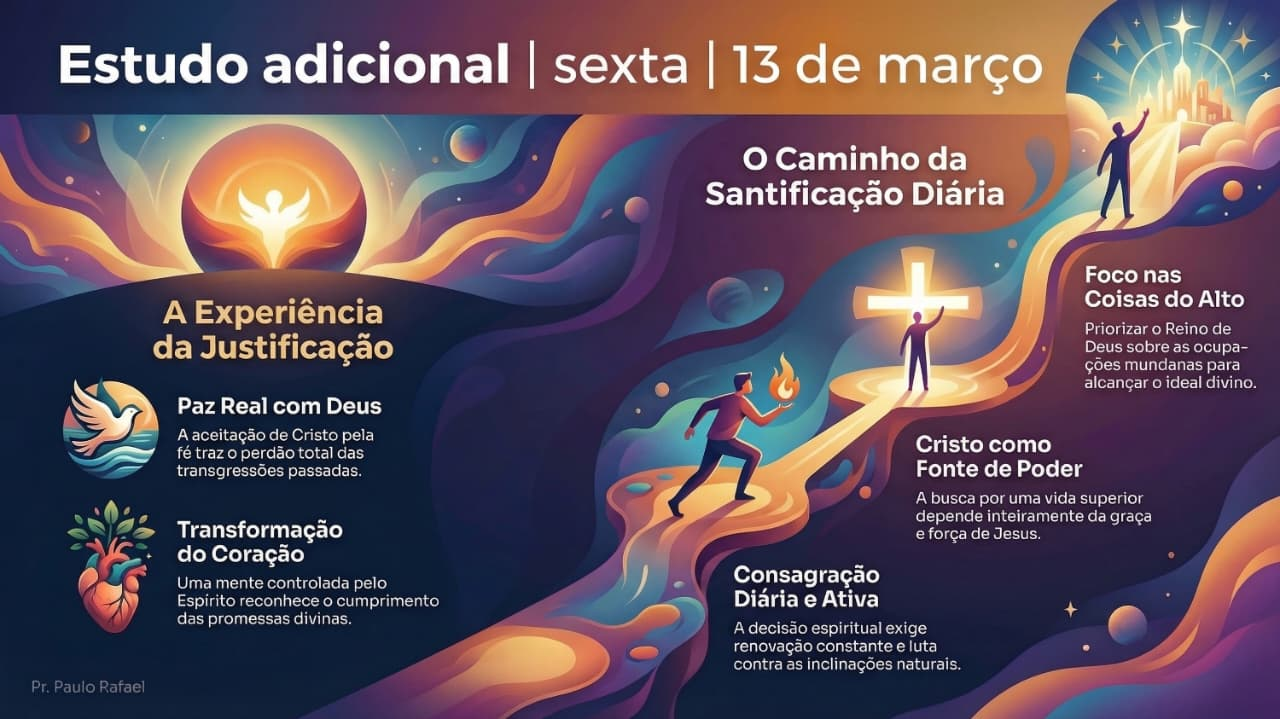 Estudo adicional | sexta | 13 de março
A Experiência
da Justificação
Paz Real com Deus
A aceitação de Cristo pela
fé traz o perdão total das
transgressões passadas.
Transformação
do Coração
Uma mente controlada pelo
Espírito reconhece o cumprimento
das promessas divinas.
O Caminho da
Santificação Diária
Foco nas
Coisas do Alto
Priorizar o Reino de
Deus sobre as ocupa-
ções mundanas para
alcançar o ideal divino.
Cristo como
Fonte de Poder
A busca por uma vida superior
depende inteiramente da graça
e força de Jesus.
Consagração
Diária e Ativa
A decisão espiritual exige
renovação constante e luta
contra as inclinações naturais.
Pr. Paulo Rafael